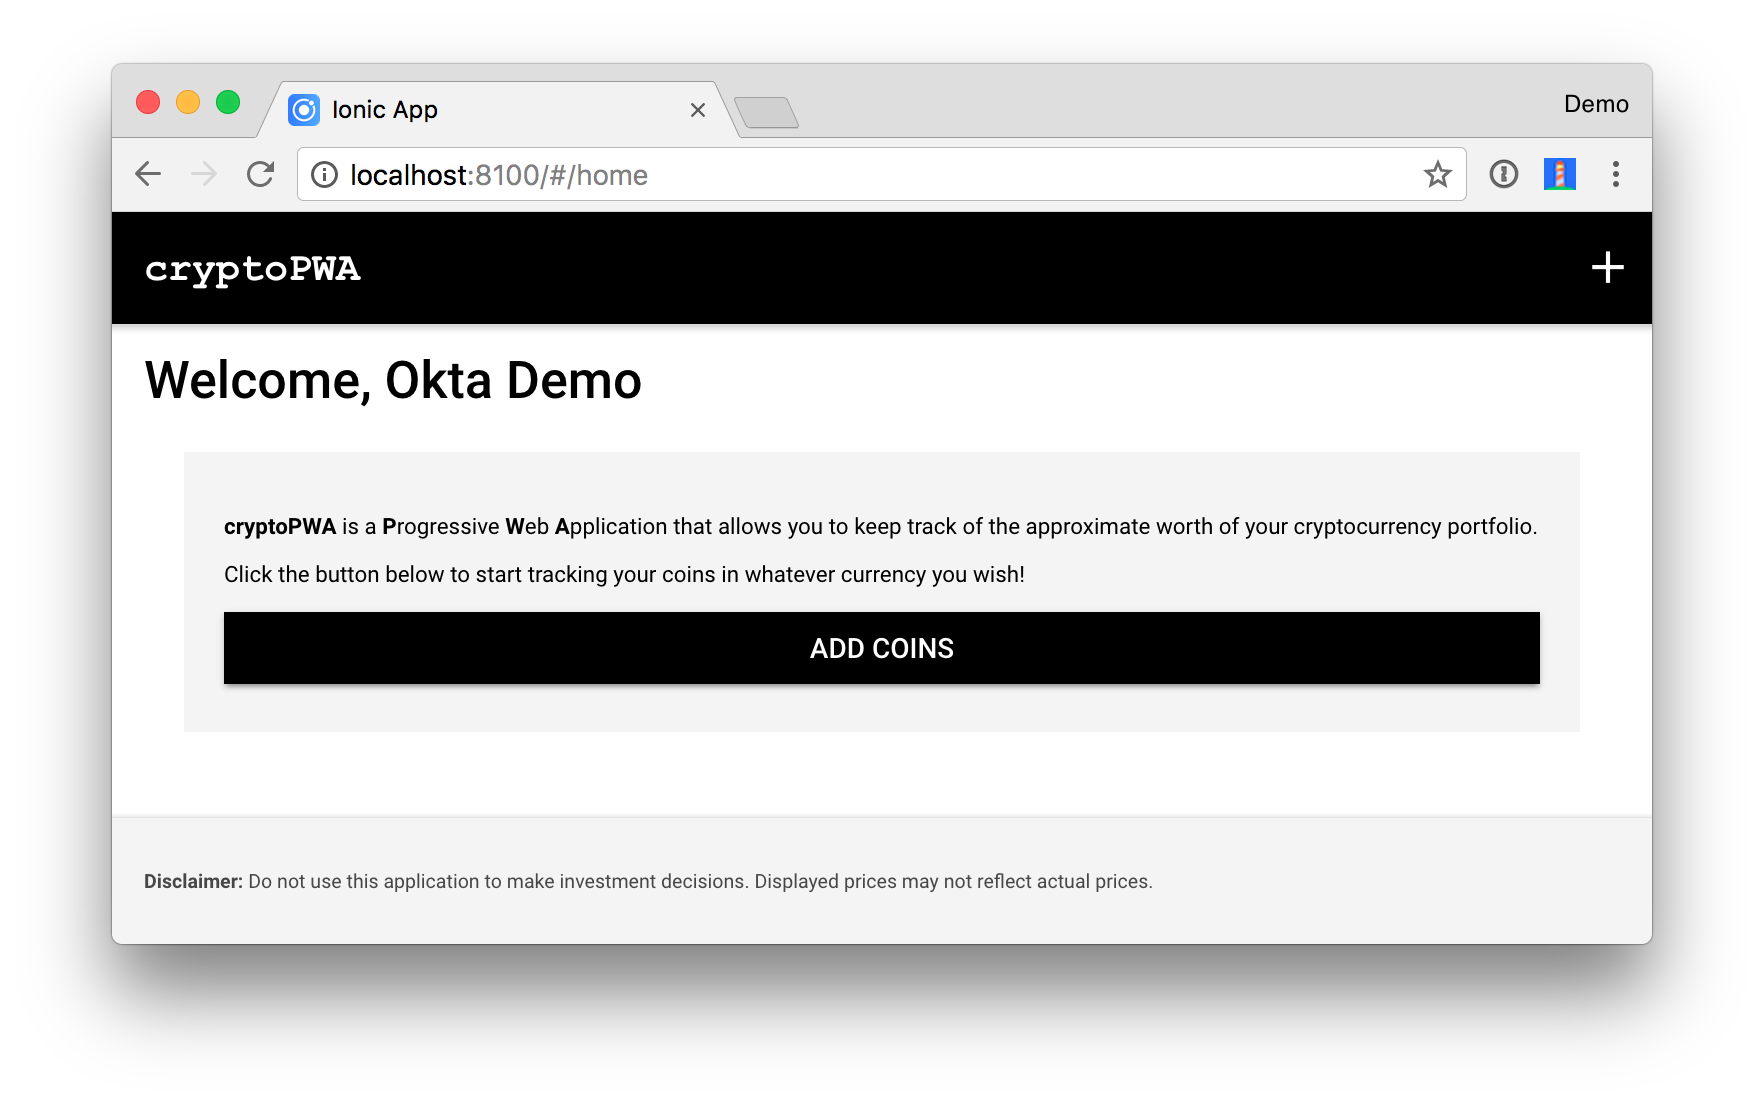 Ionic App
Demo
localhost:8100/#/home
cryptoPWA
Welcome, Okta Demo
cryptoPWA is a Progressive Web Application that allows you to keep track of the approximate worth of your cryptocurrency portfolio.
Click the button below to start tracking your coins in whatever currency you wish!
ADD COINS
Disclaimer: Do not use this application to make investment decisions. Displayed prices may not reflect actual prices.